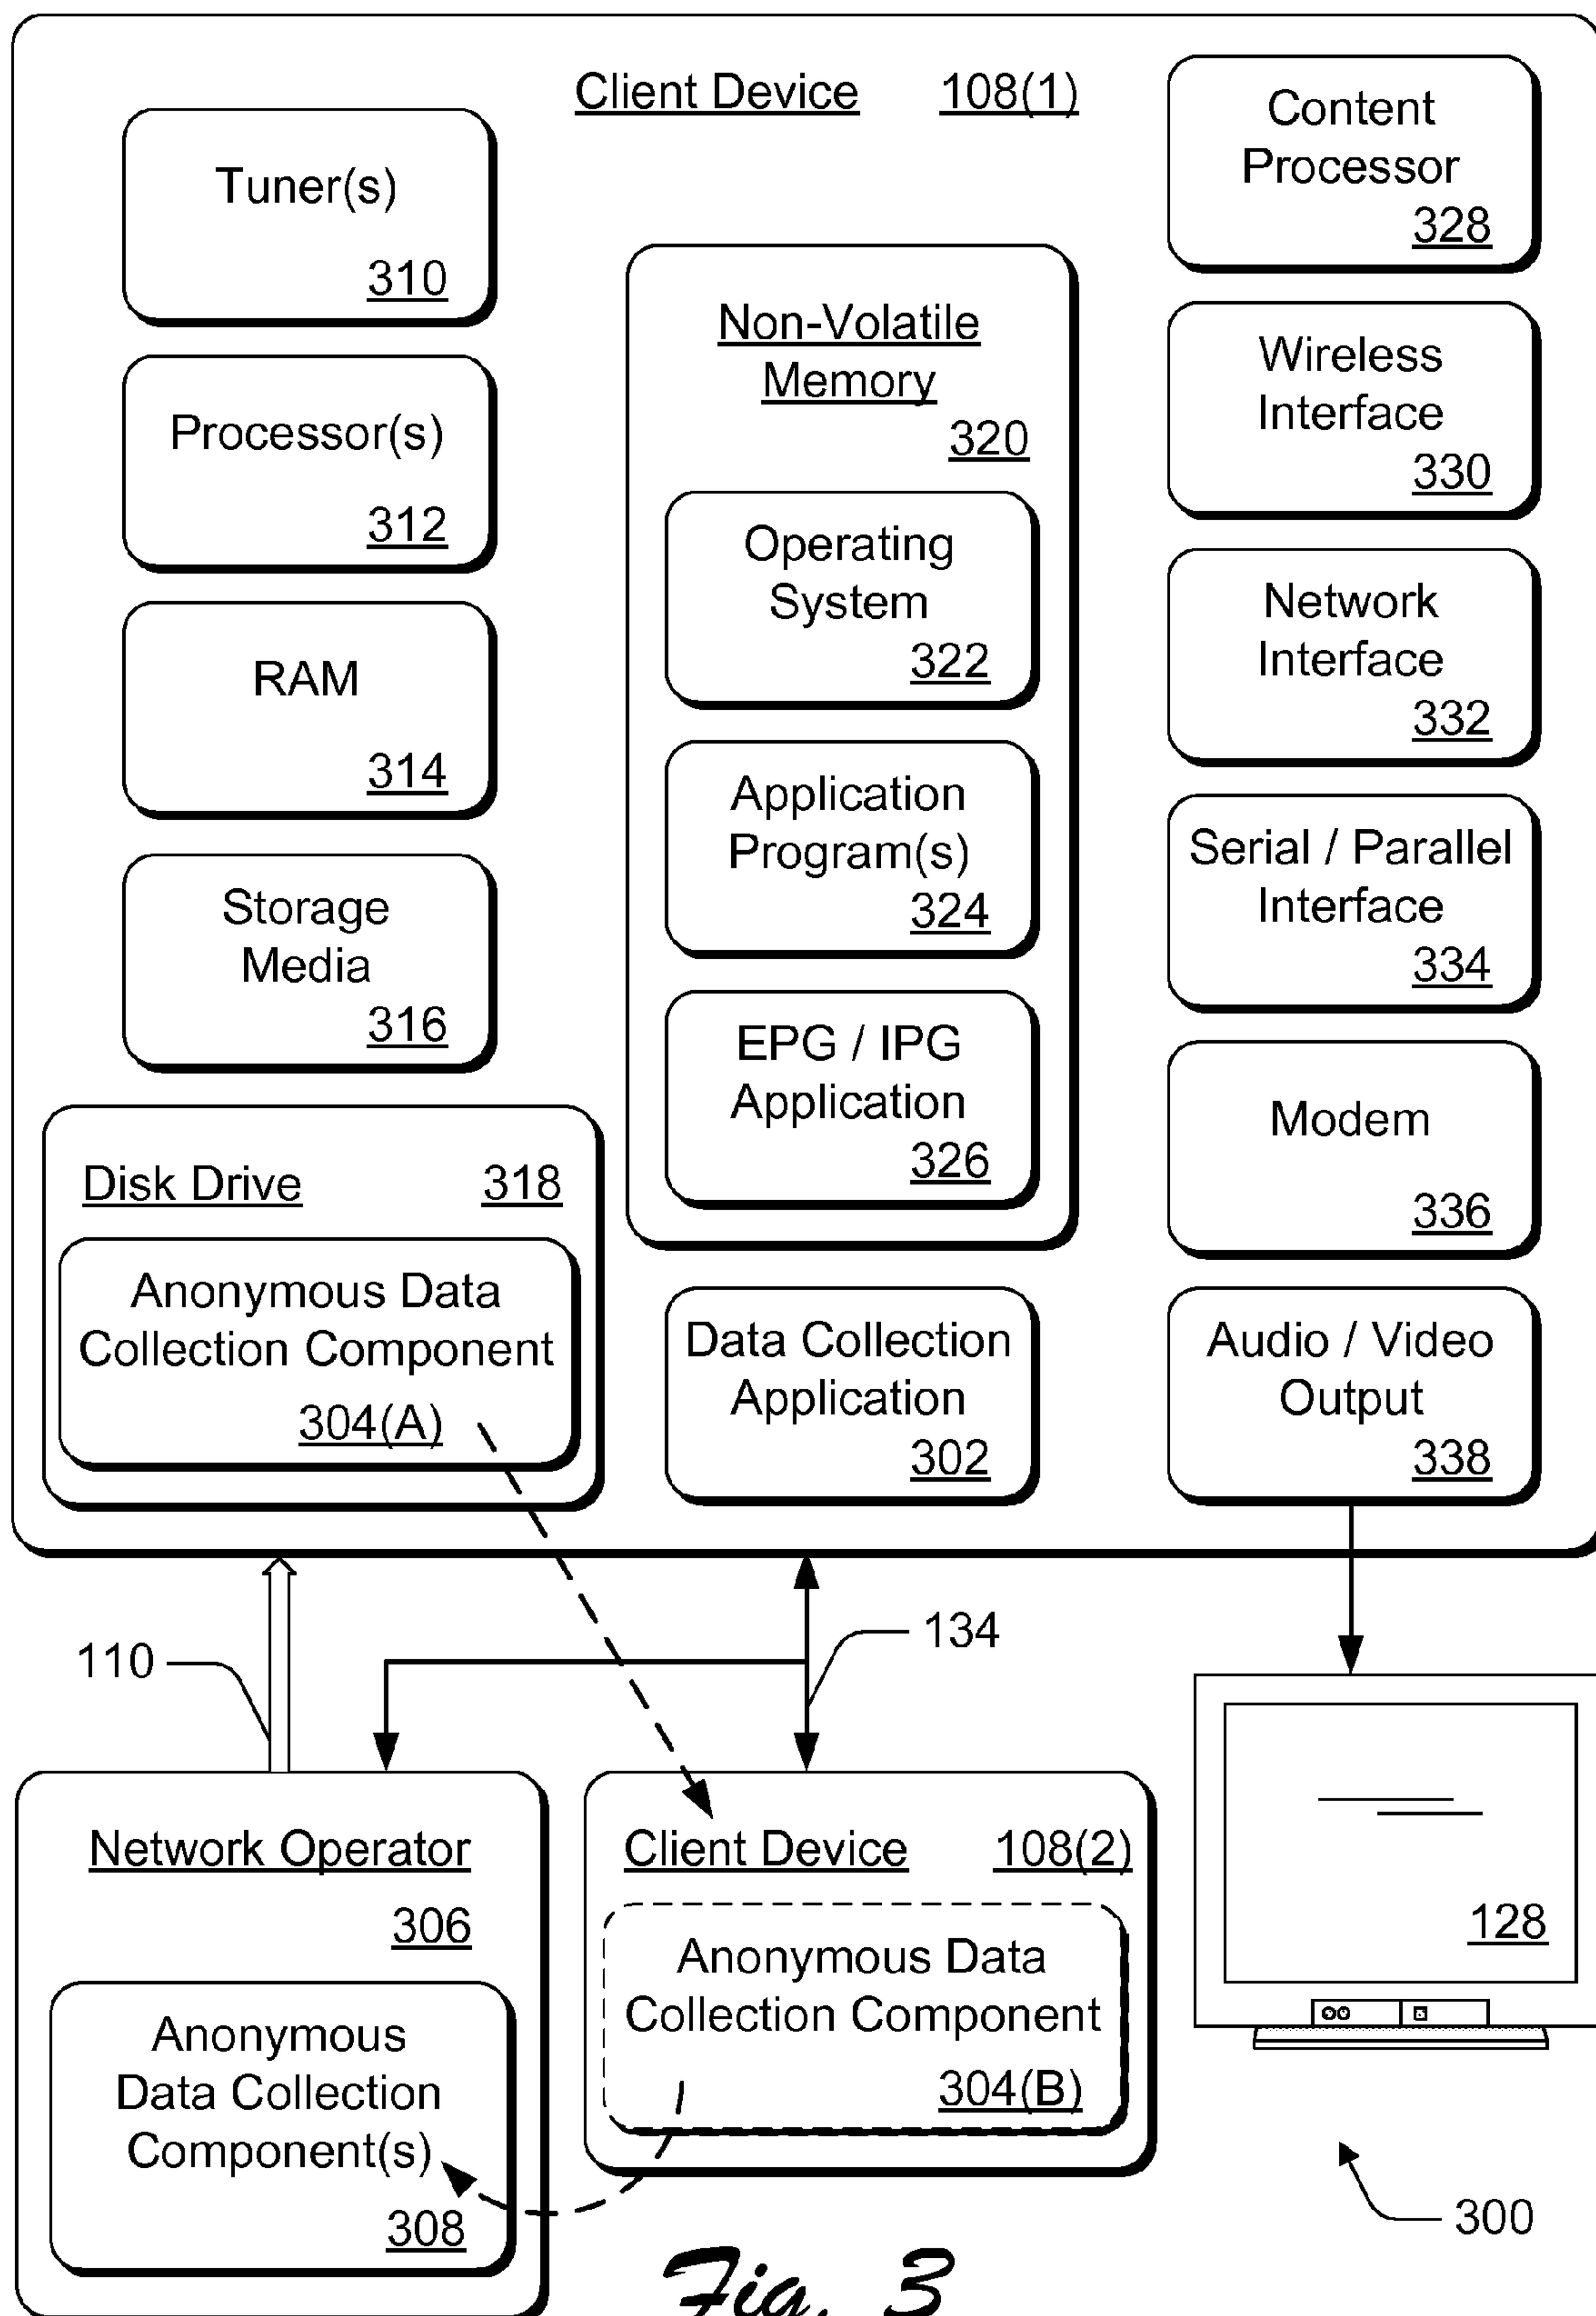 Client Device 108(1)
Tuner(s)
310
Processor(s)
312
RAM
314
Storage
Media
316
Disk Drive 318
Anonymous Data
Collection Component
304(A)
Non-Volatile
Memory
320
Operating
System
322
Application
Program(s)
324
EPG / IPG
Application
326
Data Collection
Application
302
Content
Processor
328
Wireless
Interface
330
Network
Interface
332
Serial / Parallel
Interface
334
Modem
336
Audio / Video
Output
338
110
134
Network Operator
306
Anonymous
Data Collection
Component(s)
308
Client Device 108(2)
Anonymous Data
Collection Component
304(B)
128
300
Fig. 3